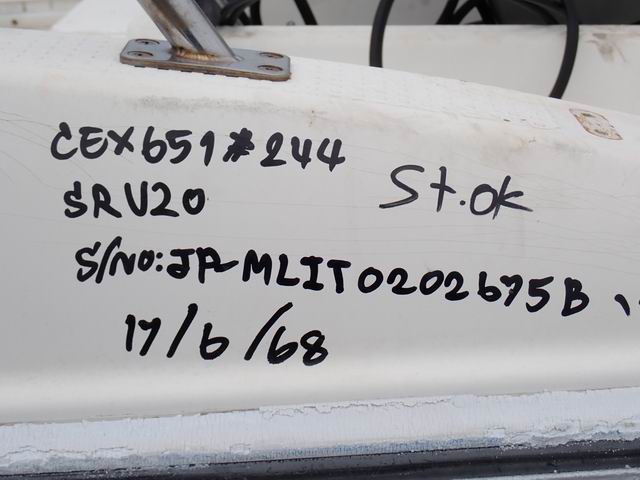 CEX651#244
SRV20
St.ok
S/NO:JP-MLIT0202675B
17/6/68